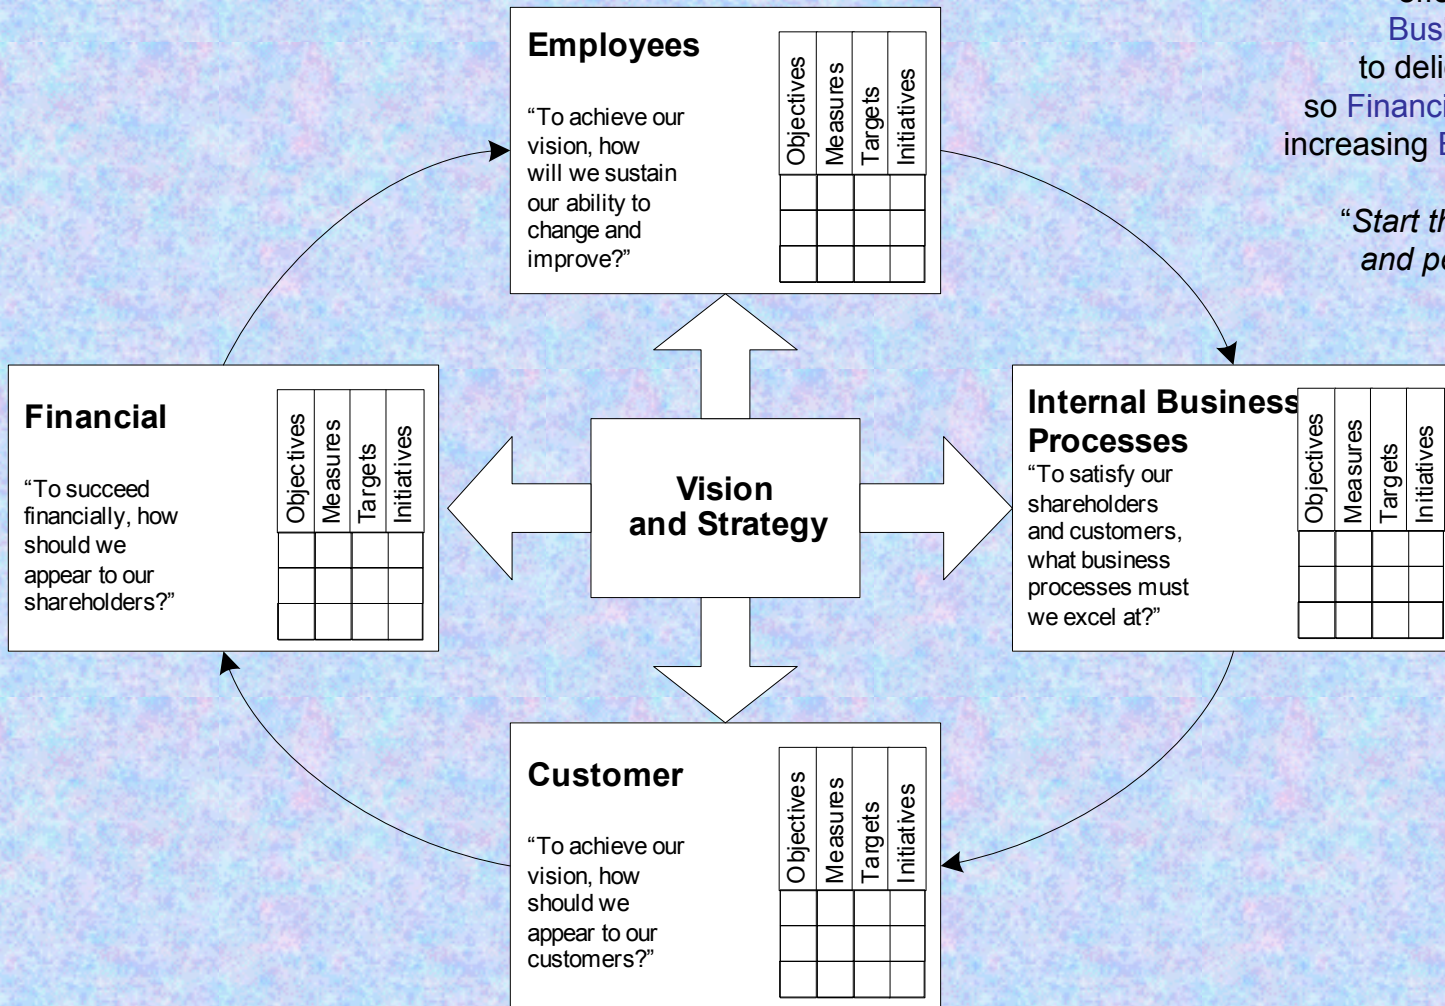 Employees
“To achieve our
vision, how
will we sustain
our ability to
change and
improve?”
Objectives
Measures
Targets
Initiatives
to
so
increasing
“Start
and
Financial
“To succeed
financially, how
should we
appear to our
shareholders?”
Objectives
Measures
Targets
Initiatives
Vision
and Strategy
Internal Business
Processes
“To satisfy our
shareholders
and customers,
what business
processes must
we excel at?”
Objectives
Measures
Targets
Initiatives
Customer
“To achieve our
vision, how
should we
appear to our
customers?”
Objectives
Measures
Targets
Initiatives